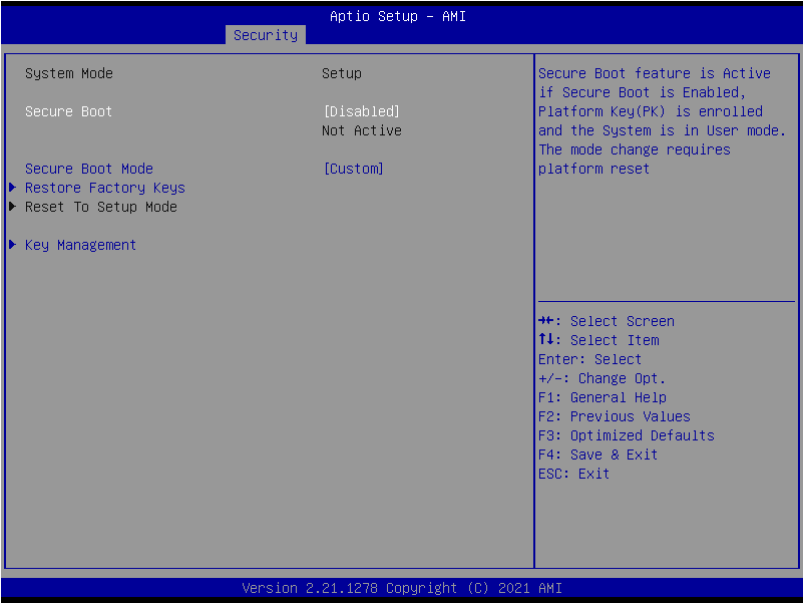 Aptio Setup – AMI
Security
System Mode Setup
Secure Boot [Disabled]
Not Active
Secure Boot Mode [Custom]
Restore Factory Keys
Reset To Setup Mode
Key Management
Secure Boot feature is Active
if Secure Boot is Enabled,
Platform Key(PK) is enrolled
and the System is in User mode.
The mode change requires
platform reset
→←: Select Screen
↑↓: Select Item
Enter: Select
+/-: Change Opt.
F1: General Help
F2: Previous Values
F3: Optimized Defaults
F4: Save & Exit
ESC: Exit
Version 2.21.1278 Copyright (C) 2021 AMI